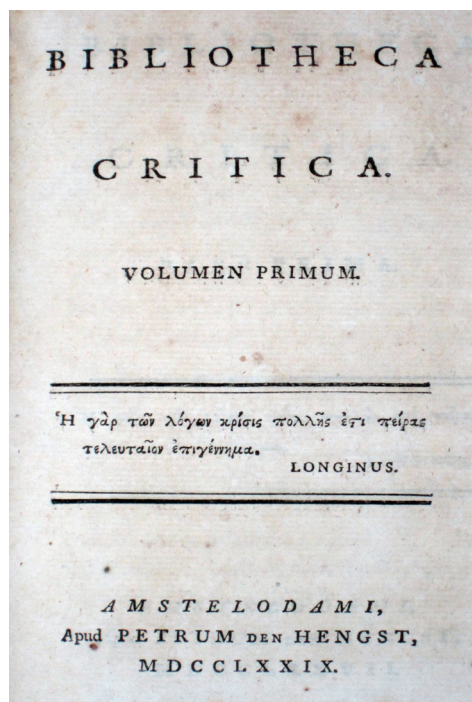 BIBLIOTHECA
CRITICA.
VOLUMEN PRIMUM.
Ἡ γὰρ τῶν λόγων κρίσις πολλῆς ἐϛι πείρας
τελευταῖον ἐπιγέννημα.
LONGINUS.
AMSTELODAMI,
Apud PETRUM DEN HENGST,
MDCCLXXIX.